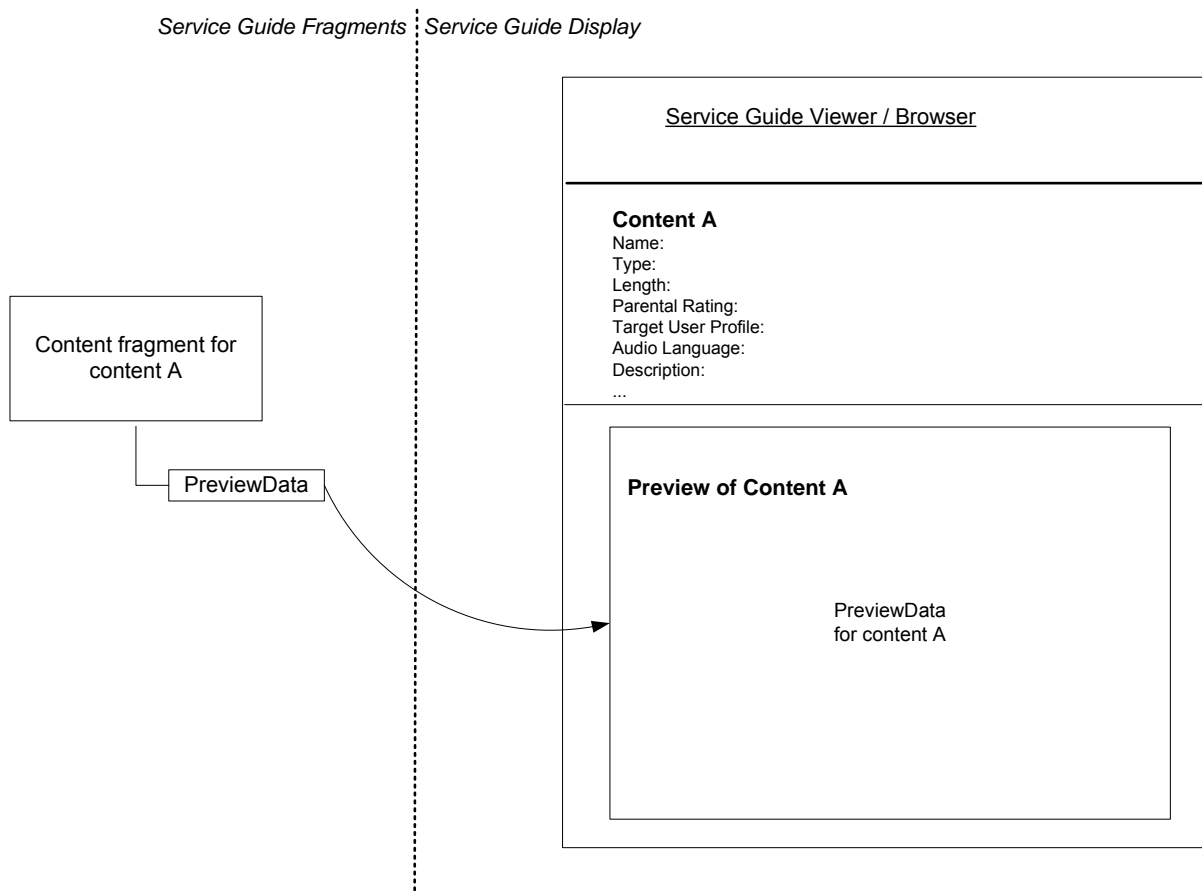 Service Guide Fragments
Service Guide Display
Service Guide Viewer / Browser
Content A
Name:
Type:
Length:
Parental Rating:
Target User Profile:
Audio Language:
Description:
...
Content fragment for
content A
PreviewData
Preview of Content A
PreviewData
for content A